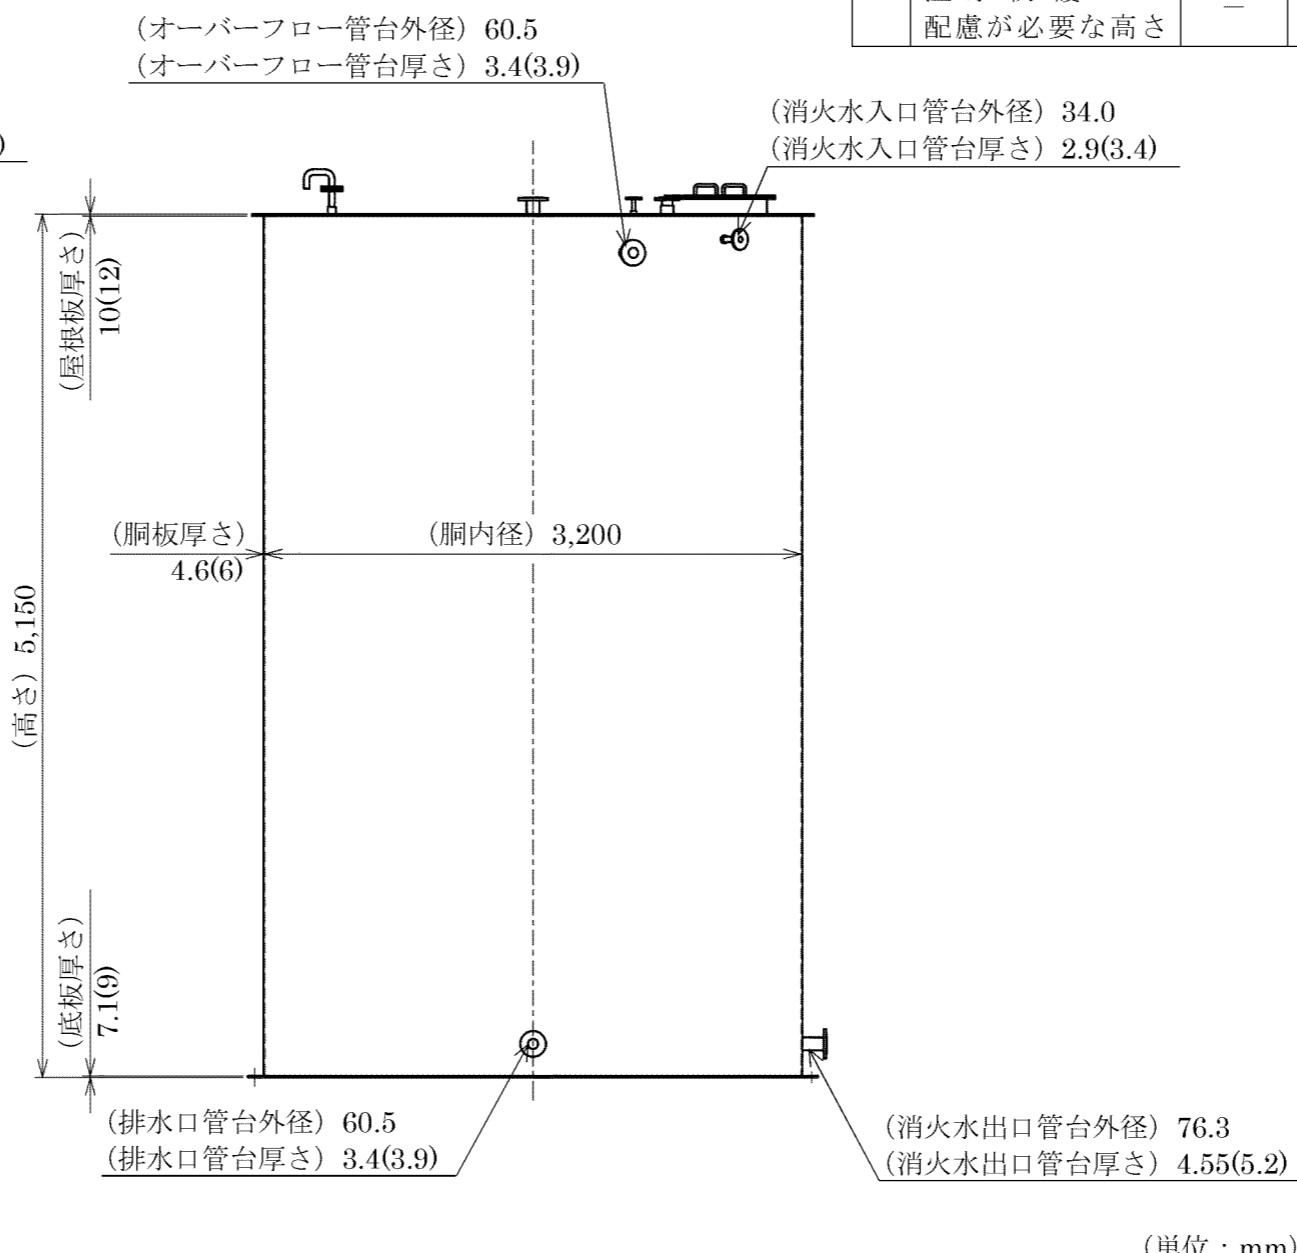 配慮が必要な高さ
—
(オーバーフロー管台外径) 60.5
(オーバーフロー管台厚さ) 3.4(3.9)
(消火水入口管台外径) 34.0
(消火水入口管台厚さ) 2.9(3.4)
)
(屋根板厚さ)
10(12)
(胴板厚さ)
4.6(6)
(胴内径) 3,200
(高さ) 5,150
(底板厚さ)
7.1(9)
(排水口管台外径) 60.5
(排水口管台厚さ) 3.4(3.9)
(消火水出口管台外径) 76.3
(消火水出口管台厚さ) 4.55(5.2)
(単位：mm)